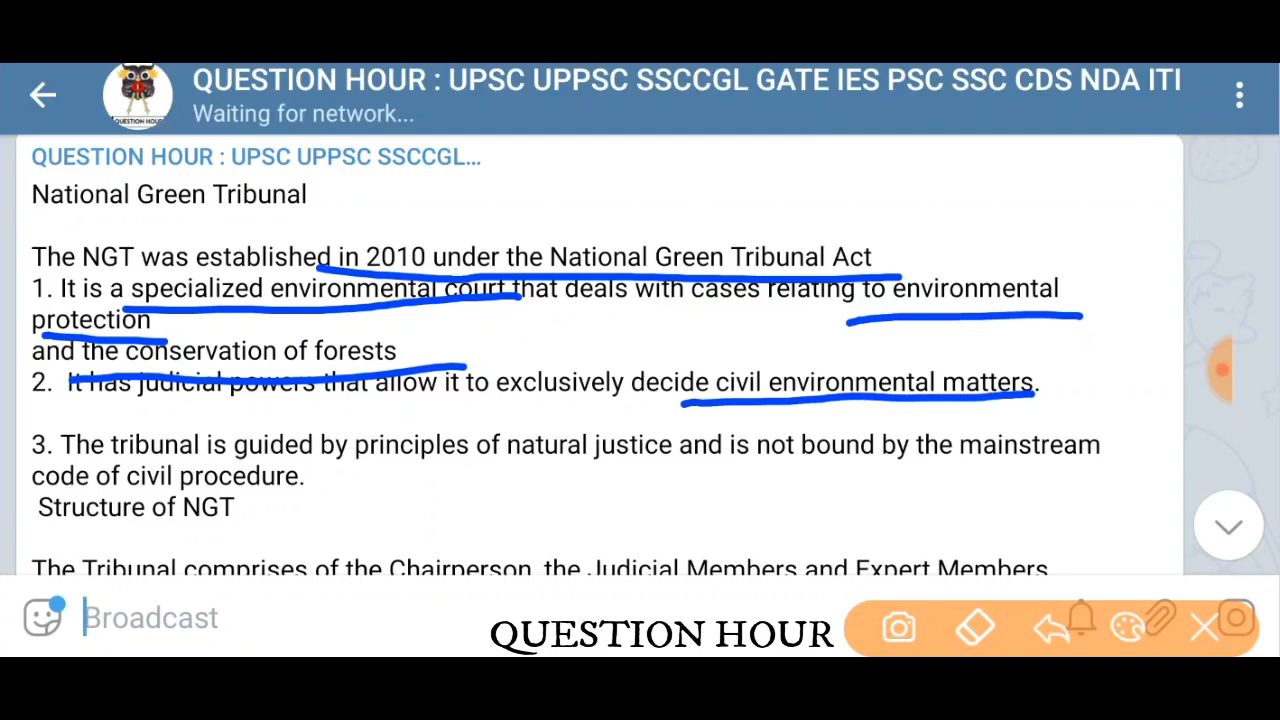 QUESTION HOUR : UPSC UPPSC SSCCGL GATE IES PSC SSC CDS NDA ITI
QUESTION HOUR
Waiting for network...
QUESTION HOUR : UPSC UPPSC SSCCGL...
National Green Tribunal
The NGT was established in 2010 under the National Green Tribunal Act
1. It is a specialized environmental court that deals with cases relating to environmental
protection
and the conservation of forests
2. It has judicial powers that allow it to exclusively decide civil environmental matters.
3. The tribunal is guided by principles of natural justice and is not bound by the mainstream
code of civil procedure.
Structure of NGT
The Tribunal comprises of the Chairperson, the Judicial Members and Expert Members
Broadcast
QUESTION HOUR